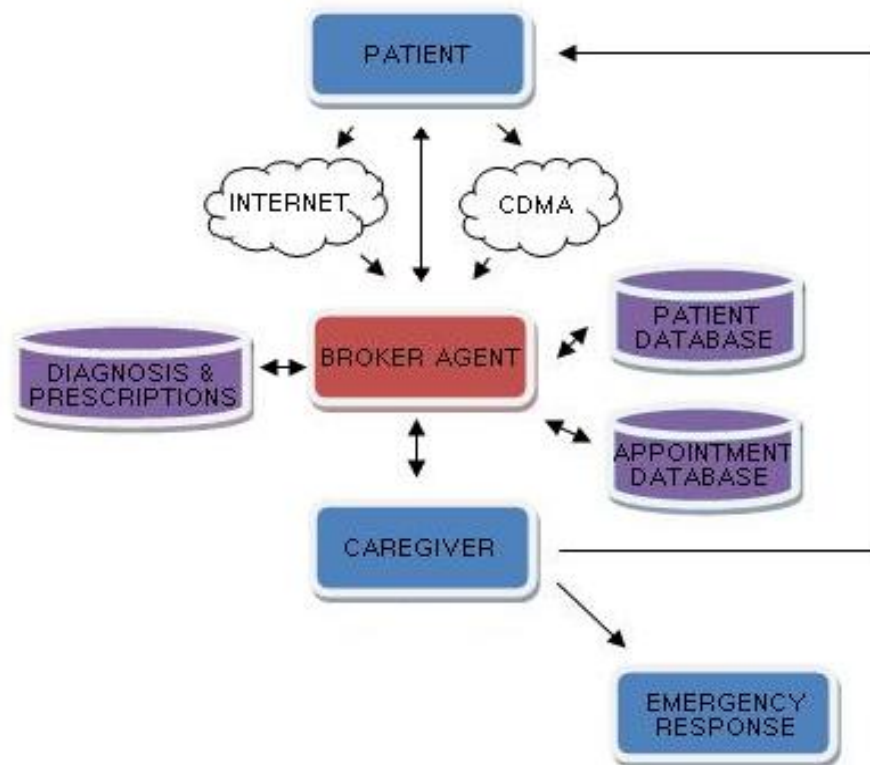 PATIENT
INTERNET
CDMA
BROKER AGENT
PATIENT
DATABASE
DIAGNOSIS &
PRESCRIPTIONS
APPOINTMENT
DATABASE
CAREGIVER
EMERGENCY
RESPONSE